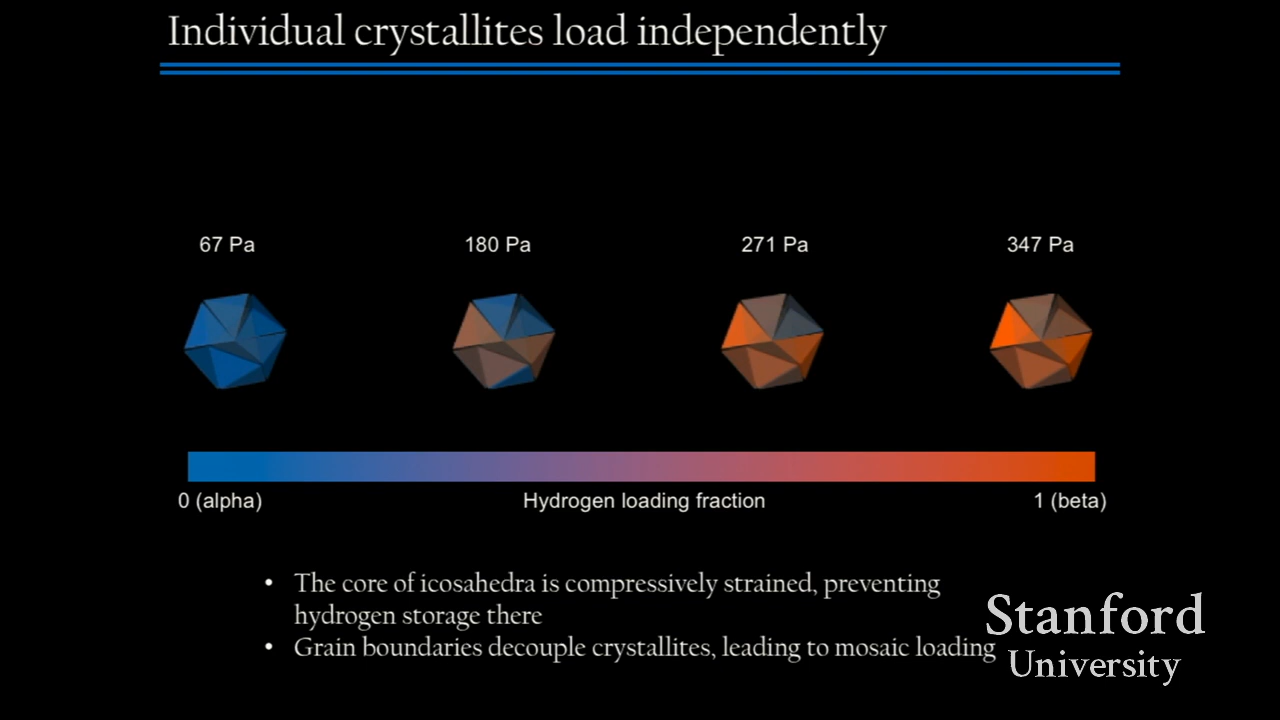 Individual crystallites load independently
67 Pa
180 Pa
271 Pa
347 Pa
0 (alpha)
Hydrogen loading fraction
1 (beta)
• The core of icosahedra is compressively strained, preventing
hydrogen storage there
• Grain boundaries decouple crystallites, leading to mosaic loading
Stanford
University